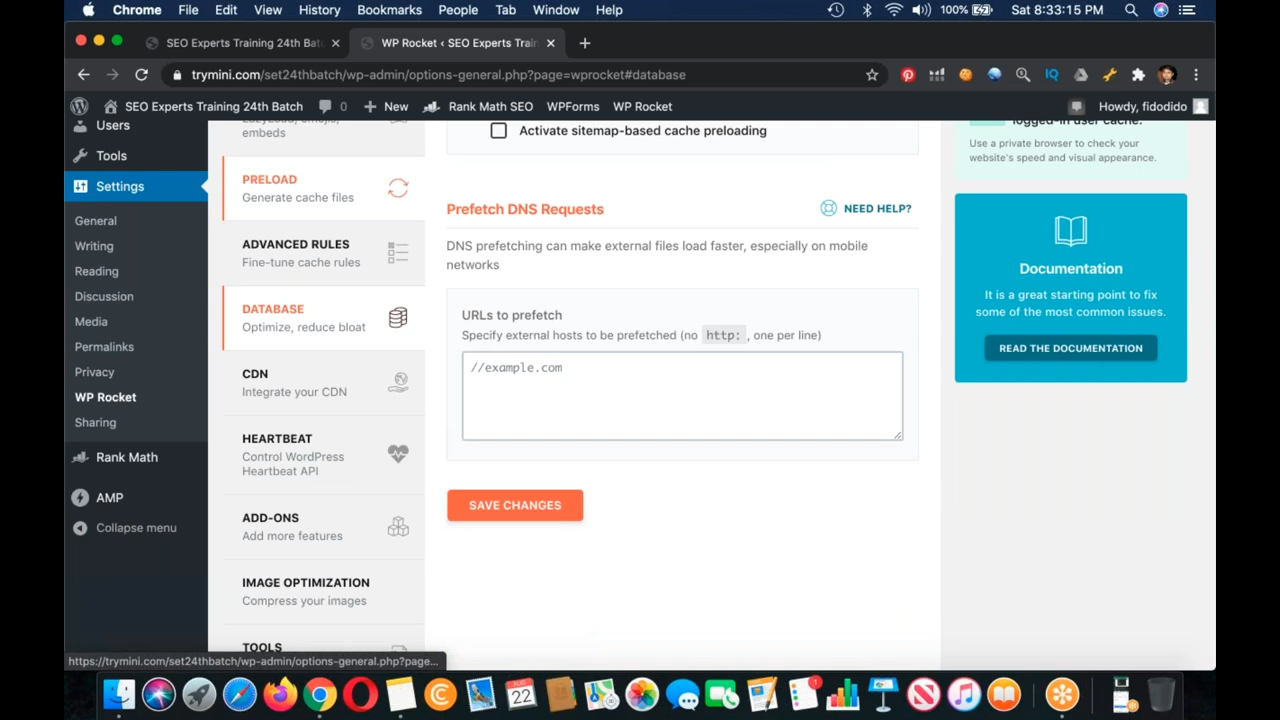 Chrome File Edit View History Bookmarks People Tab Window Help 100% Sat 8:33:15 PM
SEO Experts Training 24th Bat
WP Rocket ‹ SEO Experts Train
trymini.com/set24thbatch/wp-admin/options-general.php?page=wprocket#database
IQ
SEO Experts Training 24th Batch 0 New Rank Math SEO WPForms WP Rocket Howdy, fidodido
Users
Tools
Settings
General
Writing
Reading
Discussion
Media
Permalinks
Privacy
WP Rocket
Sharing
Rank Math
AMP
Collapse menu
LazyLoad, emojis,
embeds
PRELOAD
Generate cache files
ADVANCED RULES
Fine-tune cache rules
DATABASE
Optimize, reduce bloat
CDN
Integrate your CDN
HEARTBEAT
Control WordPress
Heartbeat API
ADD-ONS
Add more features
IMAGE OPTIMIZATION
Compress your images
TOOLS
Activate sitemap-based cache preloading
Prefetch DNS Requests
NEED HELP?
DNS prefetching can make external files load faster, especially on mobile
networks
URLs to prefetch
Specify external hosts to be prefetched (no http:, one per line)
//example.com
SAVE CHANGES
logged-in user cache.
Use a private browser to check your
website's speed and visual appearance.
Documentation
It is a great starting point to fix
some of the most common issues.
READ THE DOCUMENTATION
https://trymini.com/set24thbatch/wp-admin/options-general.php?page...
AUG
22
1